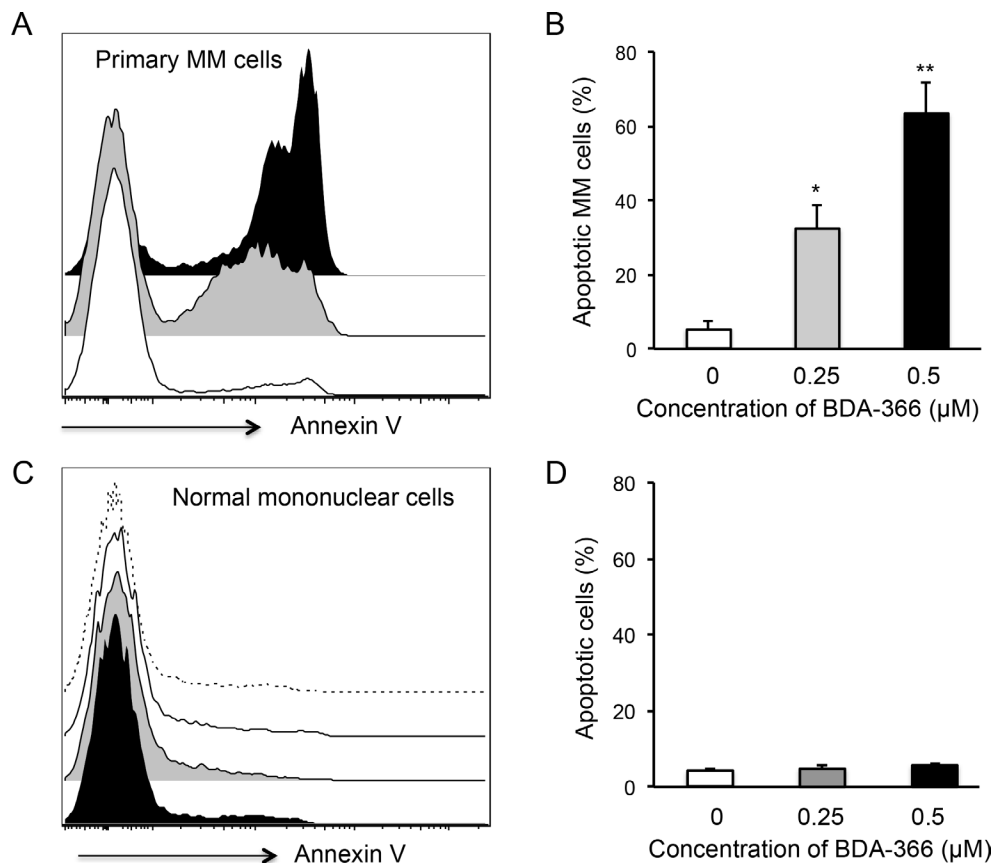 A
Primary MM cells
Annexin V
B
Apoptotic MM cells (%)
80
60
40
20
0
*
**
0 0.25 0.5
Concentration of BDA-366 (µM)
C
Normal mononuclear cells
Annexin V
D
Apoptotic cells (%)
80
60
40
20
0
0 0.25 0.5
Concentration of BDA-366 (µM)